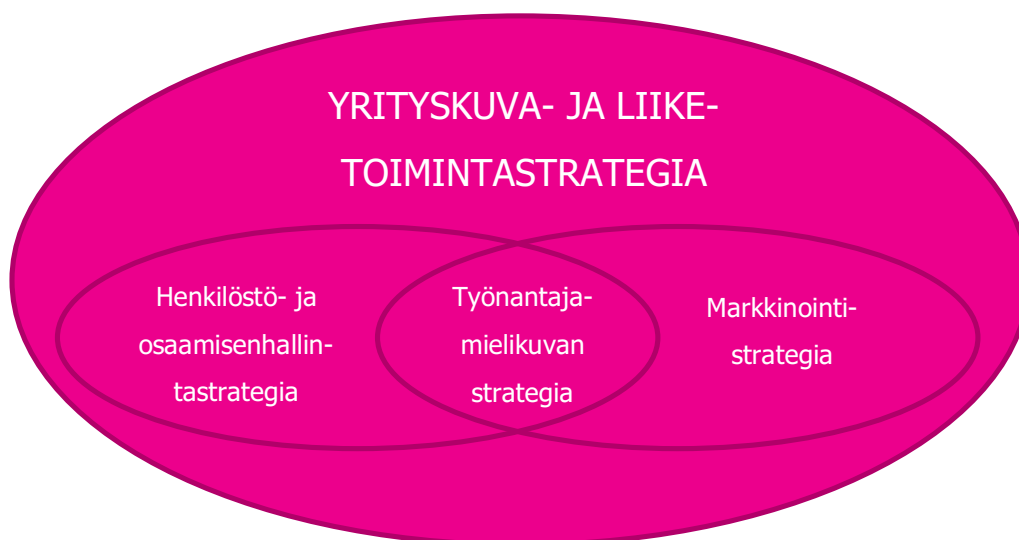 YRITYSKUVA- JA LIIKE-
TOIMINTASTRATEGIA
Henkilöstö- ja
osaamisenhallin-
tastrategia
Työnantaja-
mielikuvan
strategia
Markkinointi-
strategia